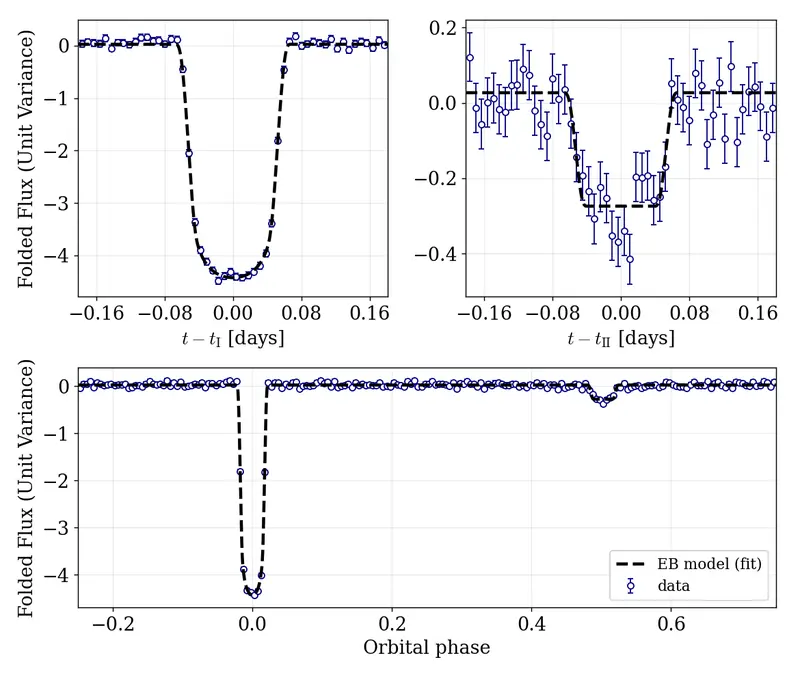 Folded Flux (Unit Variance)
0
−1
−2
−3
−4
−0.16 −0.08 0.00 0.08 0.16
t − tI [days]
0.2
0.0
−0.2
−0.4
−0.16 −0.08 0.00 0.08 0.16
t − tII [days]
Folded Flux (Unit Variance)
0
−1
−2
−3
−4
EB model (fit)
data
−0.2 0.0 0.2 0.4 0.6
Orbital phase